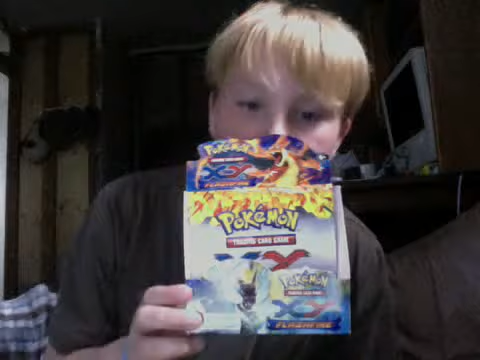 POKéMON
XY
FLASHFIRE
POKéMON
TRADING CARD GAME
XY
POKéMON
XY
FLASHFIRE